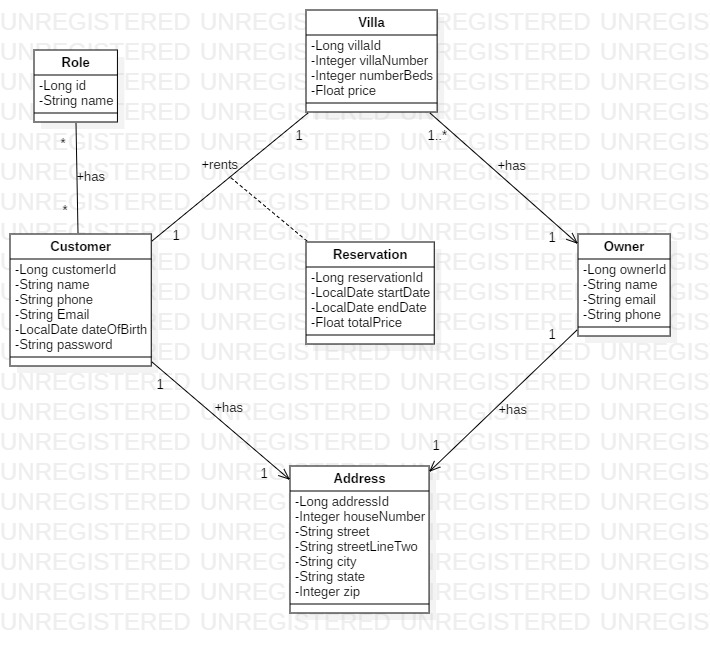 Villa
-Long villaId
-Integer villaNumber
-Integer numberBeds
-Float price
Role
-Long id
-String name
*
+has
*
1
+rents
1
1..*
+has
1
Customer
-Long customerId
-String name
-String phone
-String Email
-LocalDate dateOfBirth
-String password
Reservation
-Long reservationId
-LocalDate startDate
-LocalDate endDate
-Float totalPrice
Owner
-Long ownerId
-String name
-String email
-String phone
1
+has
1
1
+has
1
Address
-Long addressId
-Integer houseNumber
-String street
-String streetLineTwo
-String city
-String state
-Integer zip
UNREGISTERED UNREGISTERED UNREGISTERED UNREGIS